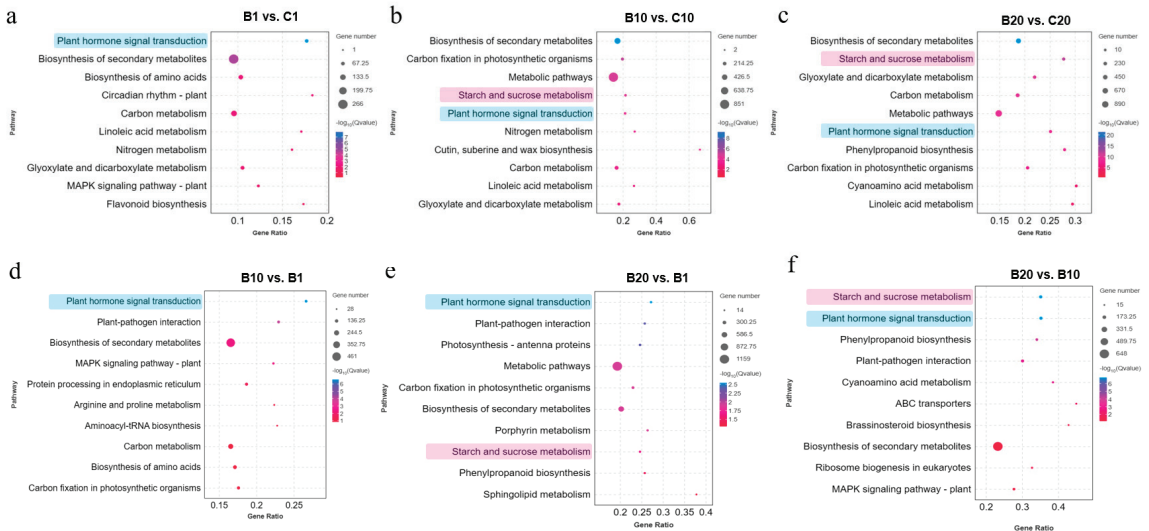 a
B1 vs. C1
Plant hormone signal transduction
Biosynthesis of secondary metabolites
Biosynthesis of amino acids
Circadian rhythm - plant
Carbon metabolism
Linoleic acid metabolism
Nitrogen metabolism
Glyoxylate and dicarboxylate metabolism
MAPK signaling pathway - plant
Flavonoid biosynthesis
Pathway
0.1 0.15 0.2
Gene Ratio
Gene number
1
67.25
133.5
199.75
266
-log10(Qvalue)
7
6
5
4
3
2
1
b
B10 vs. C10
Biosynthesis of secondary metabolites
Carbon fixation in photosynthetic organisms
Metabolic pathways
Starch and sucrose metabolism
Plant hormone signal transduction
Nitrogen metabolism
Cutin, suberine and wax biosynthesis
Carbon metabolism
Linoleic acid metabolism
Glyoxylate and dicarboxylate metabolism
Pathway
0.2 0.4 0.6
Gene Ratio
Gene number
2
214.25
426.5
638.75
851
-log10(Qvalue)
8
6
4
2
c
B20 vs. C20
Biosynthesis of secondary metabolites
Starch and sucrose metabolism
Glyoxylate and dicarboxylate metabolism
Carbon metabolism
Metabolic pathways
Plant hormone signal transduction
Phenylpropanoid biosynthesis
Carbon fixation in photosynthetic organisms
Cyanoamino acid metabolism
Linoleic acid metabolism
Pathway
0.15 0.2 0.25 0.3
Gene Ratio
Gene number
10
230
450
670
890
-log10(Qvalue)
20
15
10
5
d
B10 vs. B1
Plant hormone signal transduction
Plant-pathogen interaction
Biosynthesis of secondary metabolites
MAPK signaling pathway - plant
Protein processing in endoplasmic reticulum
Arginine and proline metabolism
Aminoacyl-tRNA biosynthesis
Carbon metabolism
Biosynthesis of amino acids
Carbon fixation in photosynthetic organisms
Pathway
0.15 0.2 0.25
Gene Ratio
Gene number
28
136.25
244.5
352.75
461
-log10(Qvalue)
6
5
4
3
2
1
e
B20 vs. B1
Plant hormone signal transduction
Plant-pathogen interaction
Photosynthesis - antenna proteins
Metabolic pathways
Carbon fixation in photosynthetic organisms
Biosynthesis of secondary metabolites
Porphyrin metabolism
Starch and sucrose metabolism
Phenylpropanoid biosynthesis
Sphingolipid metabolism
Pathway
0.15 0.2 0.25 0.3 0.35 0.4
Gene Ratio
Gene number
14
300.25
586.5
872.75
1159
-log10(Qvalue)
2.5
2.25
2
1.75
1.5
f
B20 vs. B10
Starch and sucrose metabolism
Plant hormone signal transduction
Phenylpropanoid biosynthesis
Plant-pathogen interaction
Cyanoamino acid metabolism
ABC transporters
Brassinosteroid biosynthesis
Biosynthesis of secondary metabolites
Ribosome biogenesis in eukaryotes
MAPK signaling pathway - plant
Pathway
0.2 0.3 0.4
Gene Ratio
Gene number
15
173.25
331.5
489.75
648
-log10(Qvalue)
6
5
4
3
2